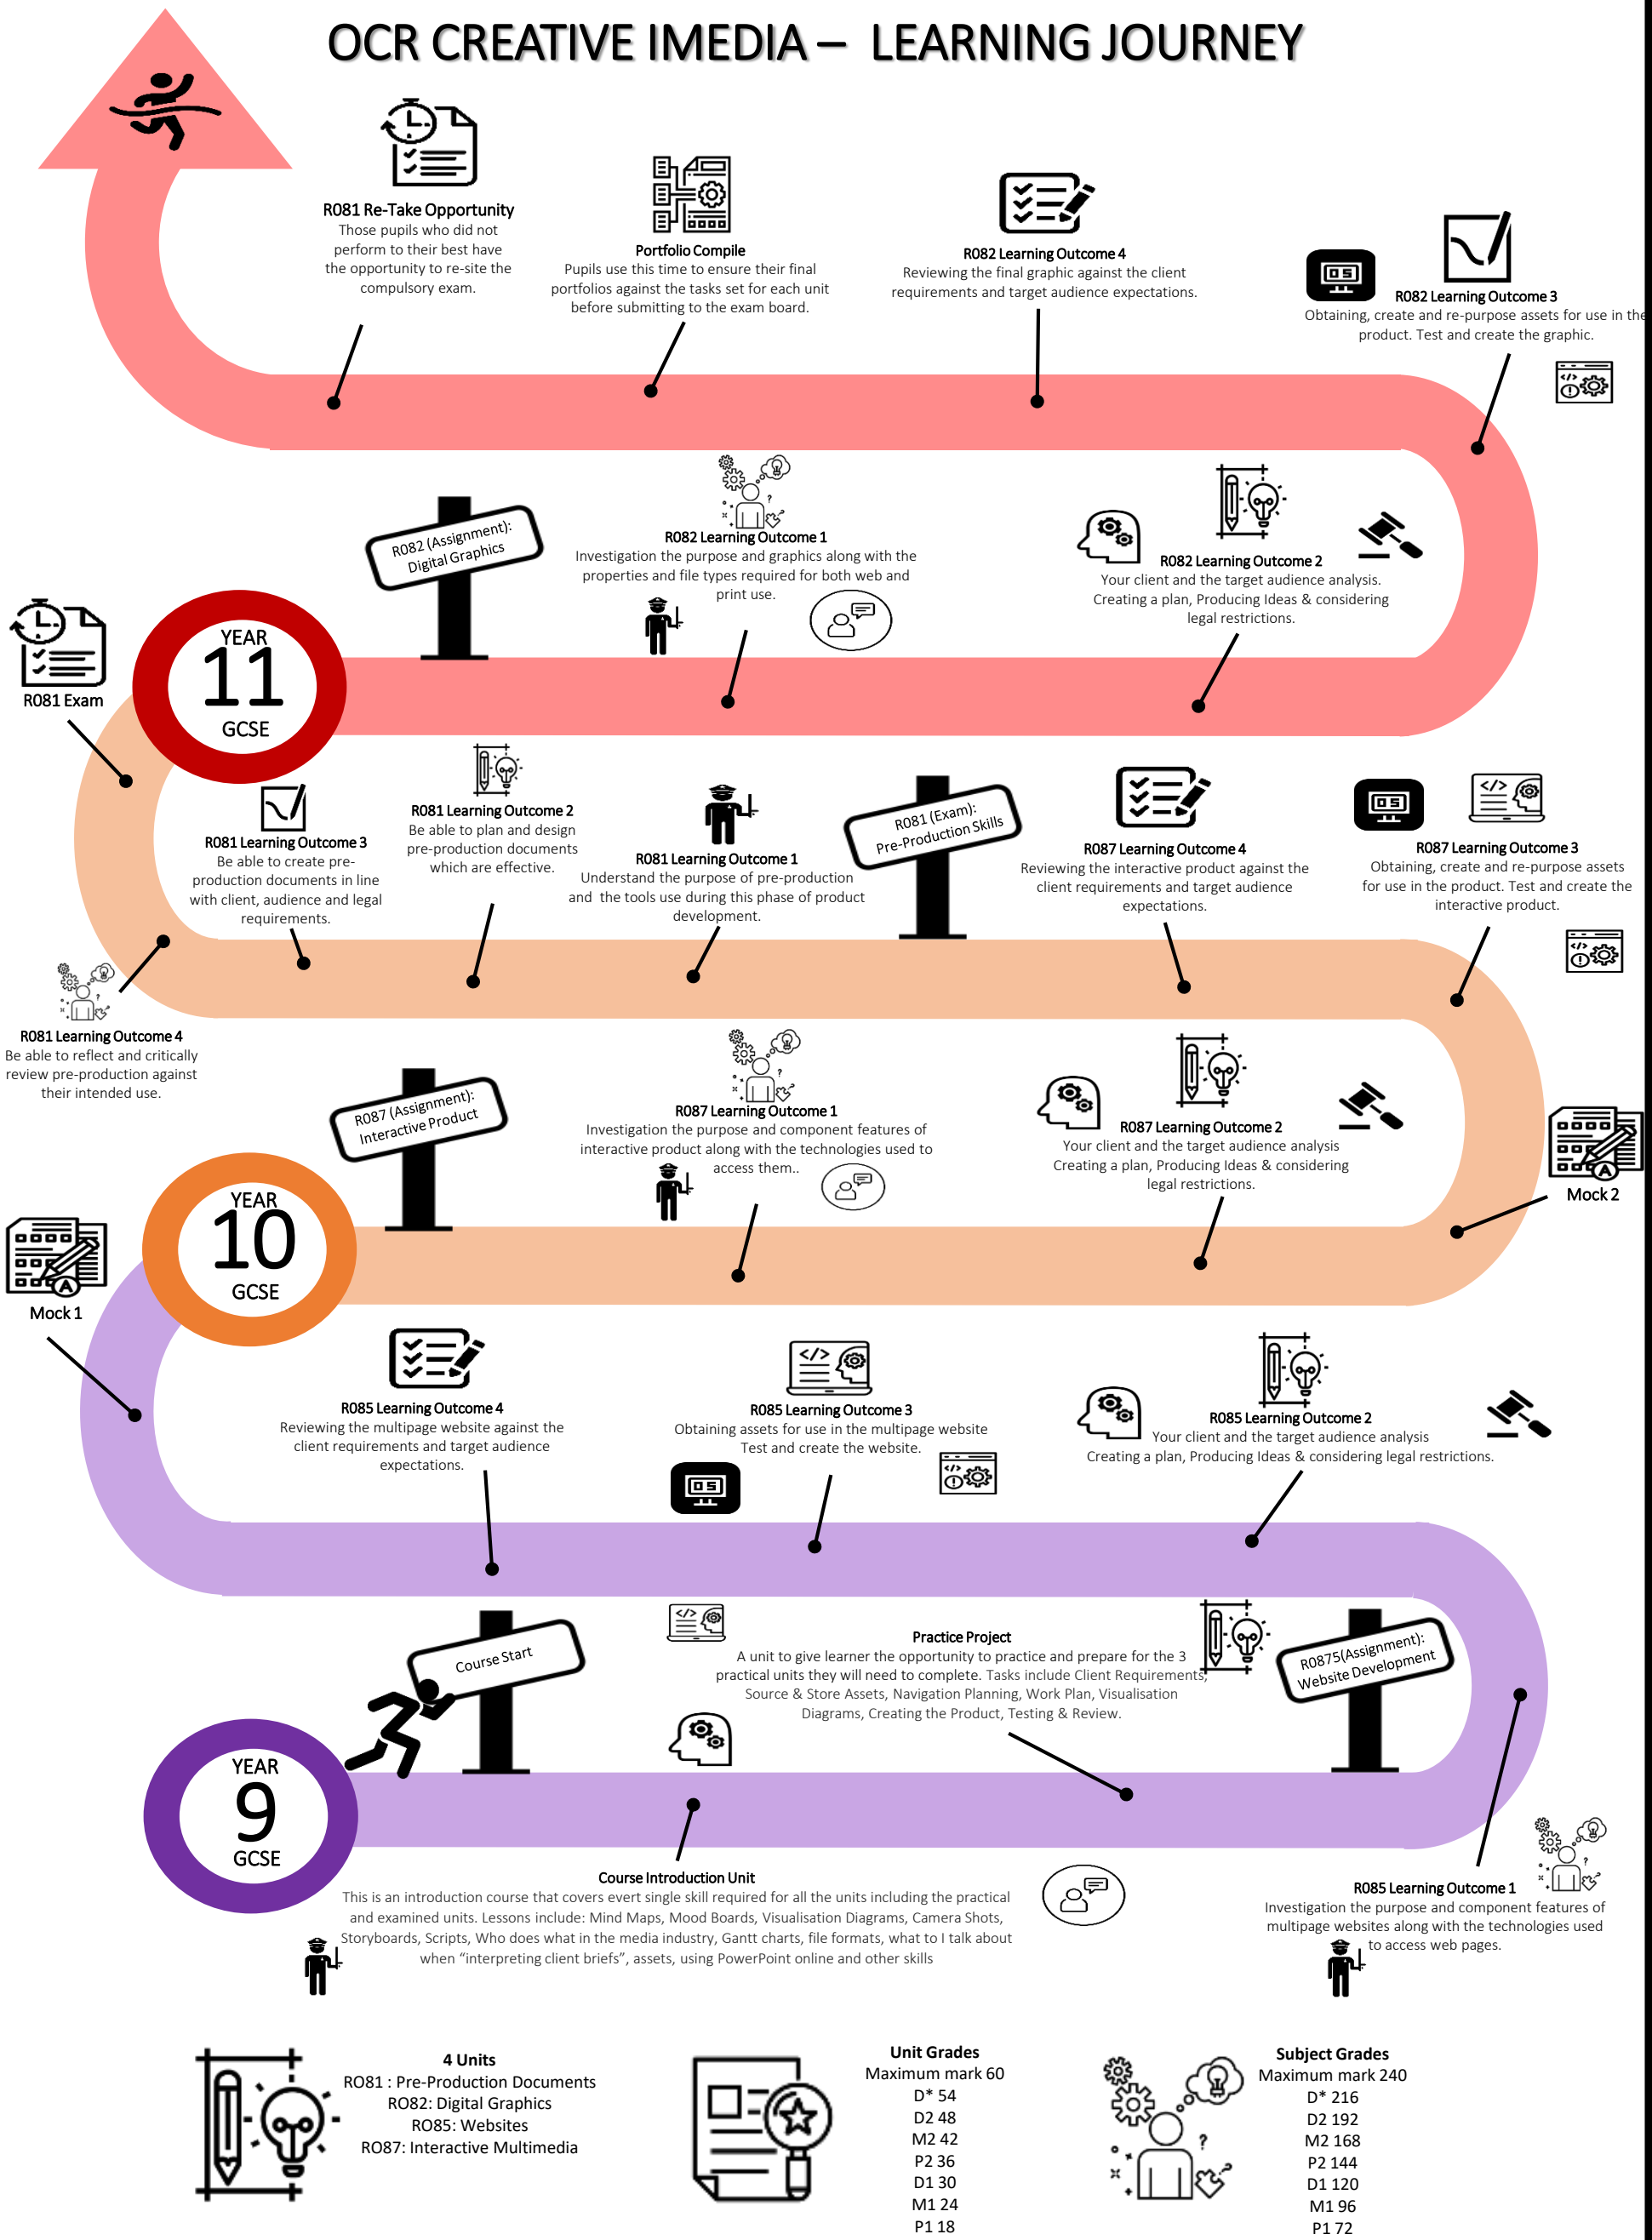 OCR CREATIVE IMEDIA – LEARNING JOURNEY
R081 Re-Take Opportunity
Those pupils who did not
perform to their best have
the opportunity to re-site the
compulsory exam.
Portfolio Compile
Pupils use this time to ensure their final
portfolios against the tasks set for each unit
before submitting to the exam board.
R082 Learning Outcome 4
Reviewing the final graphic against the client
requirements and target audience expectations.
R082 Learning Outcome 3
Obtaining, create and re-purpose assets for use in the
product. Test and create the graphic.
R082 (Assignment):
Digital Graphics
R082 Learning Outcome 1
Investigation the purpose and graphics along with the
properties and file types required for both web and
print use.
R082 Learning Outcome 2
Your client and the target audience analysis.
Creating a plan, Producing Ideas & considering
legal restrictions.
R081 Exam
YEAR
11
GCSE
R081 Learning Outcome 3
Be able to create pre-
production documents in line
with client, audience and legal
requirements.
R081 Learning Outcome 2
Be able to plan and design
pre-production documents
which are effective.
R081 Learning Outcome 1
Understand the purpose of pre-production
and the tools use during this phase of product
development.
R081 (Exam):
Pre-Production Skills
R087 Learning Outcome 4
Reviewing the interactive product against the
client requirements and target audience
expectations.
R087 Learning Outcome 3
Obtaining, create and re-purpose assets
for use in the product. Test and create the
interactive product.
R081 Learning Outcome 4
Be able to reflect and critically
review pre-production against
their intended use.
R087 (Assignment):
Interactive Product
R087 Learning Outcome 1
Investigation the purpose and component features of
interactive product along with the technologies used to
access them..
R087 Learning Outcome 2
Your client and the target audience analysis
Creating a plan, Producing Ideas & considering
legal restrictions.
Mock 2
YEAR
10
GCSE
Mock 1
R085 Learning Outcome 4
Reviewing the multipage website against the
client requirements and target audience
expectations.
R085 Learning Outcome 3
Obtaining assets for use in the multipage website
Test and create the website.
R085 Learning Outcome 2
Your client and the target audience analysis
Creating a plan, Producing Ideas & considering legal restrictions.
Course Start
Practice Project
A unit to give learner the opportunity to practice and prepare for the 3
practical units they will need to complete. Tasks include Client Requirements,
Source & Store Assets, Navigation Planning, Work Plan, Visualisation
Diagrams, Creating the Product, Testing & Review.
R0875(Assignment):
Website Development
YEAR
9
GCSE
Course Introduction Unit
This is an introduction course that covers evert single skill required for all the units including the practical
and examined units. Lessons include: Mind Maps, Mood Boards, Visualisation Diagrams, Camera Shots,
Storyboards, Scripts, Who does what in the media industry, Gantt charts, file formats, what to I talk about
when “interpreting client briefs”, assets, using PowerPoint online and other skills
R085 Learning Outcome 1
Investigation the purpose and component features of
multipage websites along with the technologies used
to access web pages.
4 Units
RO81 : Pre-Production Documents
RO82: Digital Graphics
RO85: Websites
RO87: Interactive Multimedia
Unit Grades
Maximum mark 60
D* 54
D2 48
M2 42
P2 36
D1 30
M1 24
P1 18
Subject Grades
Maximum mark 240
D* 216
D2 192
M2 168
P2 144
D1 120
M1 96
P1 72